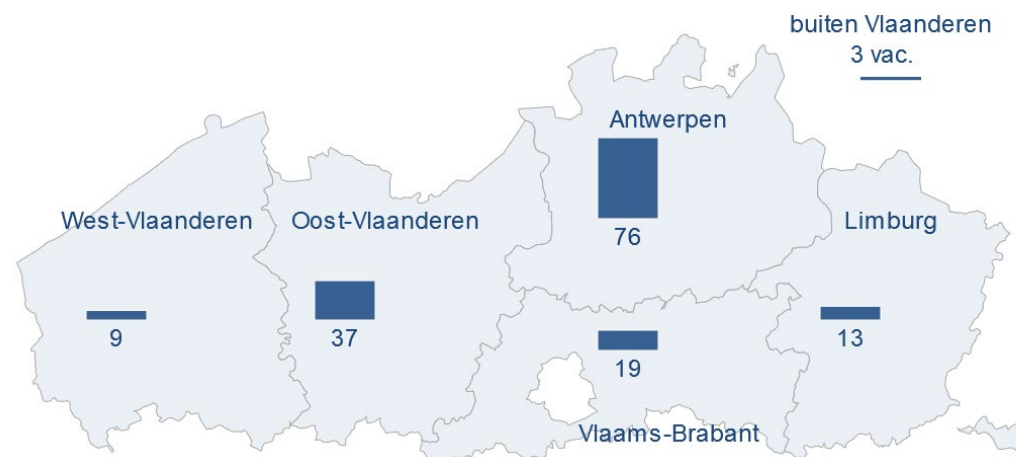 buiten Vlaanderen
3 vac.
Antwerpen
76
West-Vlaanderen
9
Oost-Vlaanderen
37
Limburg
13
19
Vlaams-Brabant